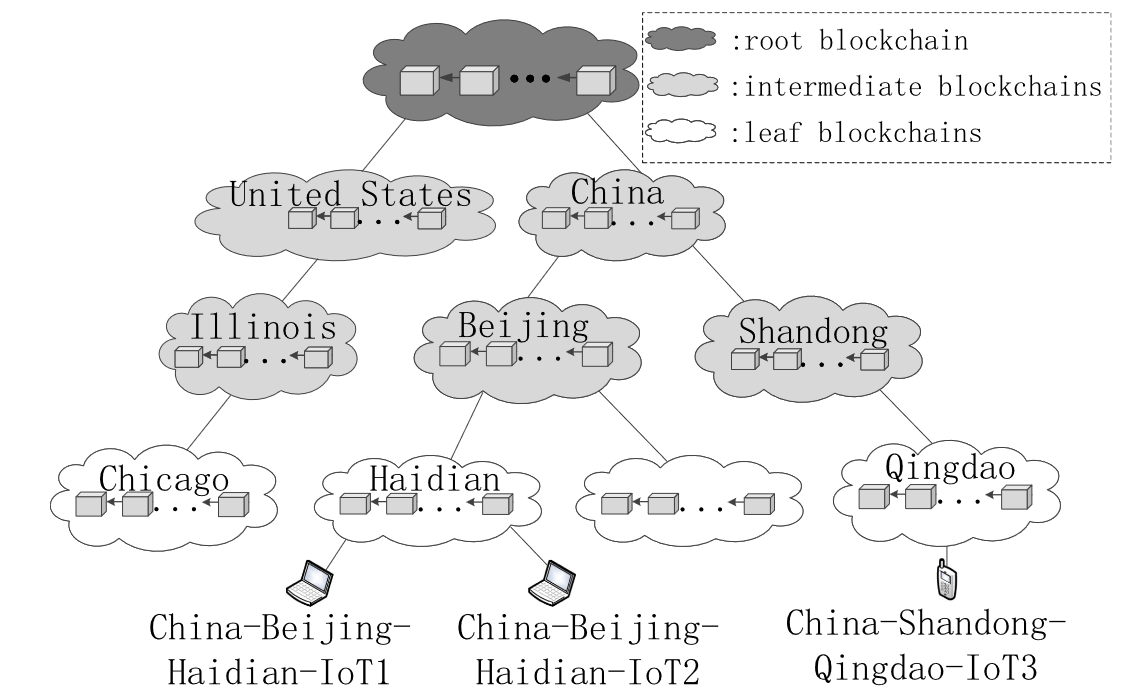 :root blockchain
:intermediate blockchains
:leaf blockchains
United States
China
Illinois
Beijing
Shandong
Chicago
Haidian
Qingdao
China-Beijing-
Haidian-IoT1
China-Beijing-
Haidian-IoT2
China-Shandong-
Qingdao-IoT3